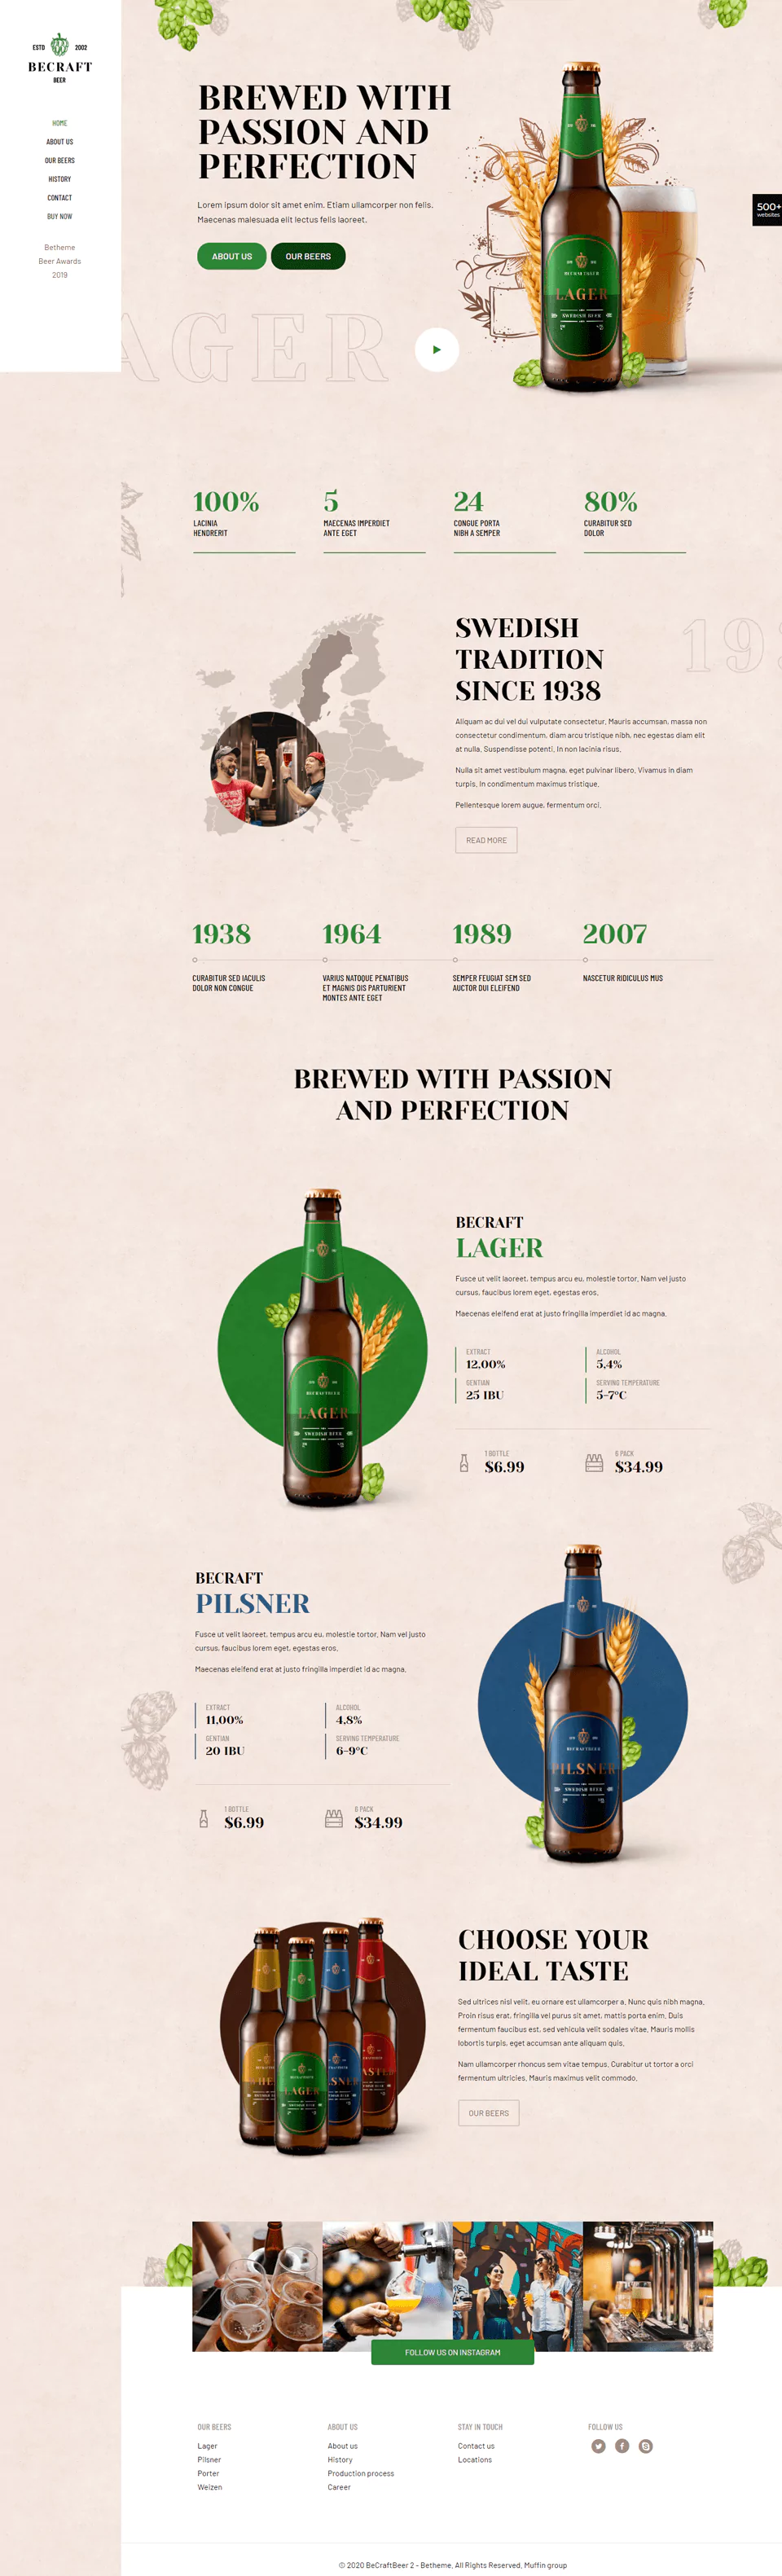 ESTD 2002
BECRAFT
BEER
HOME
ABOUT US
OUR BEERS
HISTORY
CONTACT
BUY NOW
Betheme
Beer Awards
2019
BREWED WITH
PASSION AND
PERFECTION
Lorem ipsum dolor sit amet enim. Etiam ullamcorper non felis.
Maecenas malesuada elit lectus felis laoreet.
ABOUT US
OUR BEERS
AGER
BECRAFTBEER
LAGER
SWEDISH BEER
500+
websites
100%
LACINIA
HENDRERIT
5
MAECENAS IMPERDIET
ANTE EGET
24
CONGUE PORTA
NIBH A SEMPER
80%
CURABITUR SED
DOLOR
SWEDISH
TRADITION
SINCE 1938
19
Aliquam ac dui vel dui vulputate consectetur. Mauris accumsan, massa non
consectetur condimentum, diam arcu tristique nibh, nec egestas diam elit
at nulla. Suspendisse potenti. In non lacinia risus.
Nulla sit amet vestibulum magna, eget pulvinar libero. Vivamus in diam
turpis. In condimentum maximus tristique.
Pellentesque lorem augue, fermentum orci.
READ MORE
1938
CURABITUR SED IACULIS
DOLOR NON CONGUE
1964
VARIUS NATOQUE PENATIBUS
ET MAGNIS DIS PARTURIENT
MONTES ANTE EGET
1989
SEMPER FEUGIAT SEM SED
AUCTOR DUI ELEIFEND
2007
NASCETUR RIDICULUS MUS
BREWED WITH PASSION
AND PERFECTION
BECRAFTBEER
LAGER
SWEDISH BEER
BECRAFT
LAGER
Fusce ut velit laoreet, tempus arcu eu, molestie tortor. Nam vel justo
cursus, faucibus lorem eget, egestas eros.
Maecenas eleifend erat at justo fringilla imperdiet id ac magna.
EXTRACT
12,00%
ALCOHOL
5,4%
GENTIAN
25 IBU
SERVING TEMPERATURE
5-7°C
1 BOTTLE
$6.99
6 PACK
$34.99
BECRAFT
PILSNER
Fusce ut velit laoreet, tempus arcu eu, molestie tortor. Nam vel justo
cursus, faucibus lorem eget, egestas eros.
Maecenas eleifend erat at justo fringilla imperdiet id ac magna.
EXTRACT
11,00%
ALCOHOL
4,8%
GENTIAN
20 IBU
SERVING TEMPERATURE
6-9°C
1 BOTTLE
$6.99
6 PACK
$34.99
BECRAFTBEER
PILSNER
SWEDISH BEER
LAGER
CHOOSE YOUR
IDEAL TASTE
Sed ultrices nisl velit, eu ornare est ullamcorper a. Nunc quis nibh magna.
Proin risus erat, fringilla vel purus sit amet, mattis porta enim. Duis
fermentum faucibus est, sed vehicula velit sodales vitae. Mauris mollis
lobortis turpis, eget accumsan ante aliquam quis.
Nam ullamcorper rhoncus sem vitae tempus. Curabitur ut tortor a orci
fermentum ultricies. Mauris maximus velit commodo.
OUR BEERS
FOLLOW US ON INSTAGRAM
OUR BEERS
Lager
Pilsner
Porter
Weizen
ABOUT US
About us
History
Production process
Career
STAY IN TOUCH
Contact us
Locations
FOLLOW US
© 2020 BeCraftBeer 2 - Betheme. All Rights Reserved. Muffin group